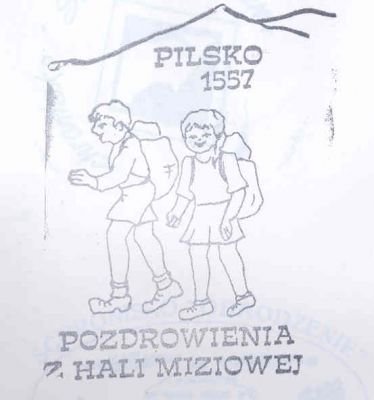 PILSKO
1557
POZDROWIENIA
Z HALI MIZIOWEJ